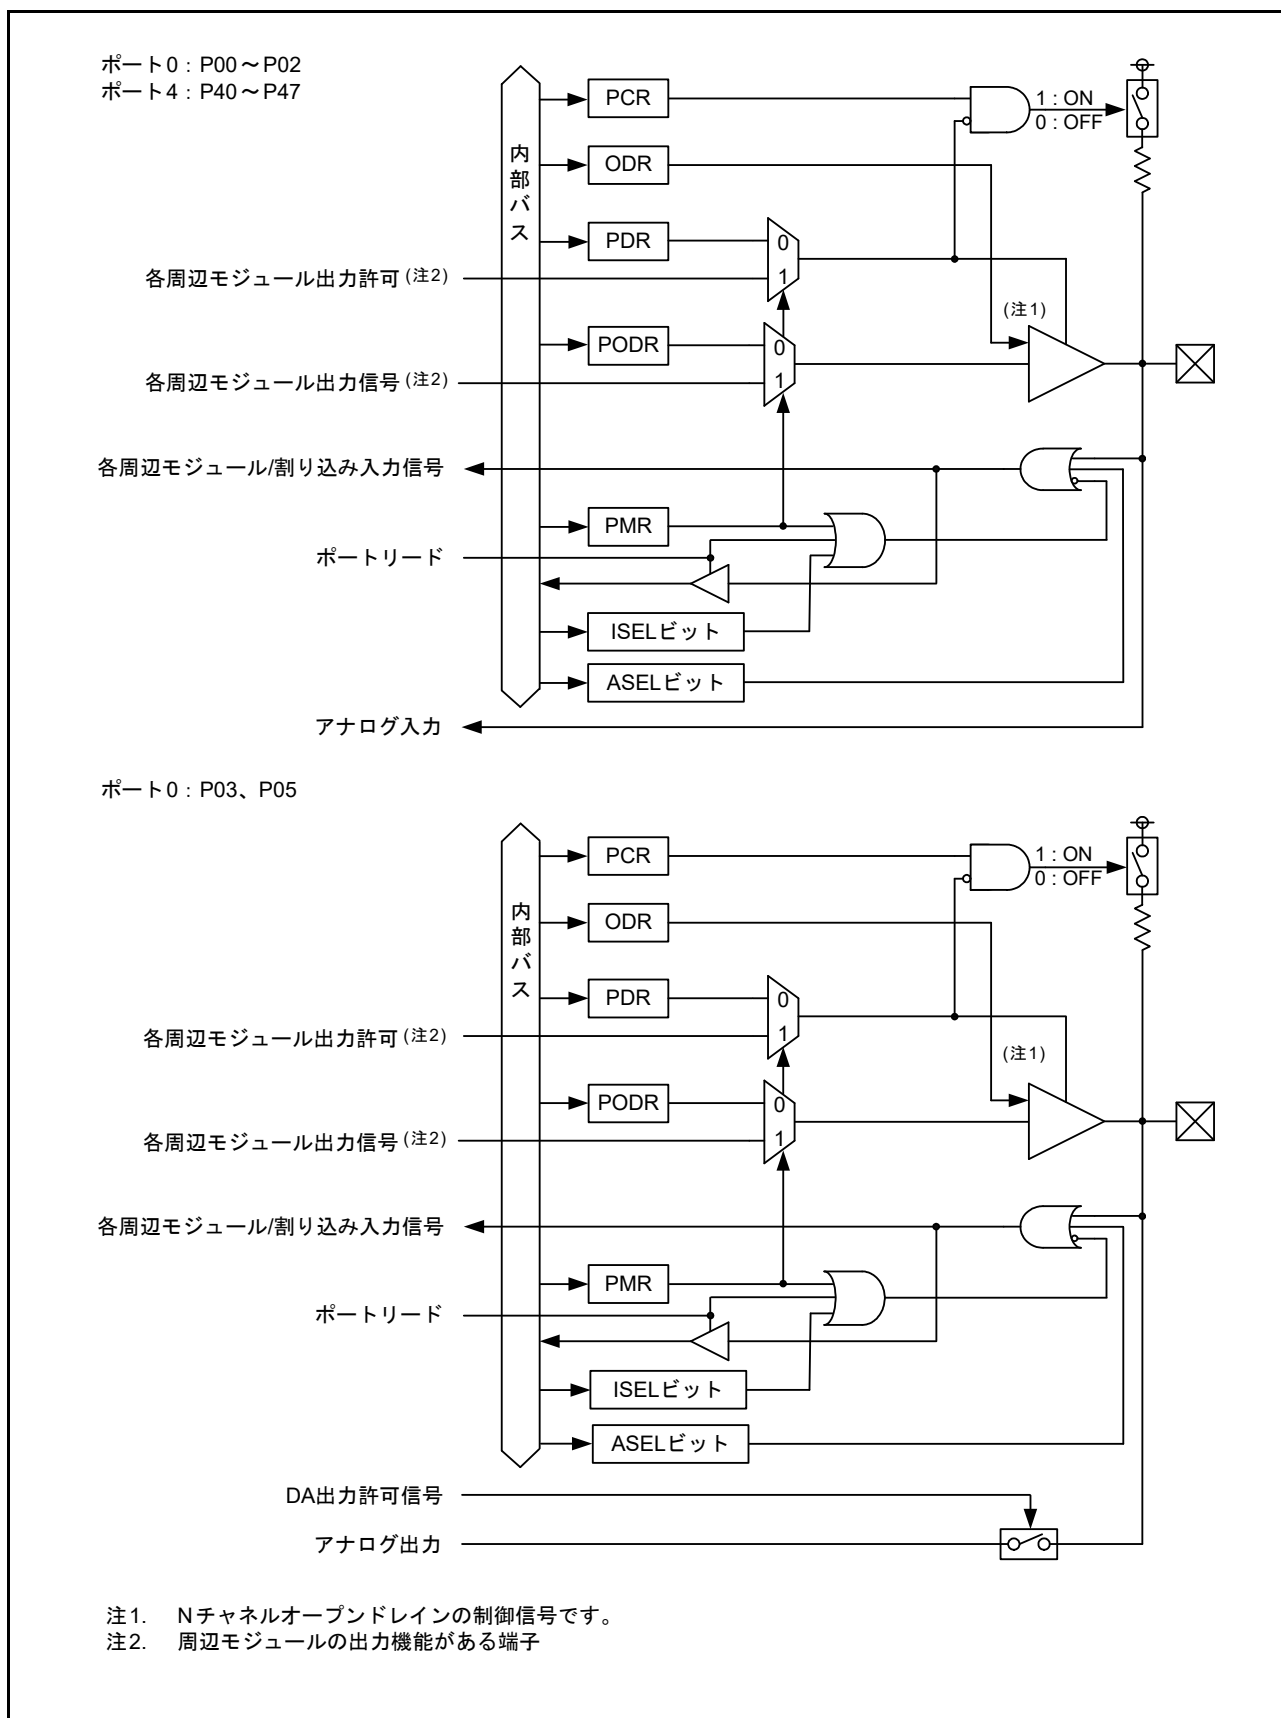 ポート0：P00～P02
ポート4：P40～P47
内部バス
PCR
1 : ON
0 : OFF
ODR
PDR
0
1
各周辺モジュール出力許可(注2)
(注1)
PODR
0
1
各周辺モジュール出力信号(注2)
各周辺モジュール/割り込み入力信号
PMR
ポートリード
ISELビット
ASELビット
アナログ入力
ポート0：P03、P05
内部バス
PCR
1 : ON
0 : OFF
ODR
PDR
0
1
各周辺モジュール出力許可(注2)
(注1)
PODR
0
1
各周辺モジュール出力信号(注2)
各周辺モジュール/割り込み入力信号
PMR
ポートリード
ISELビット
ASELビット
DA出力許可信号
アナログ出力
注1. Nチャネルオープンドレインの制御信号です。
注2. 周辺モジュールの出力機能がある端子